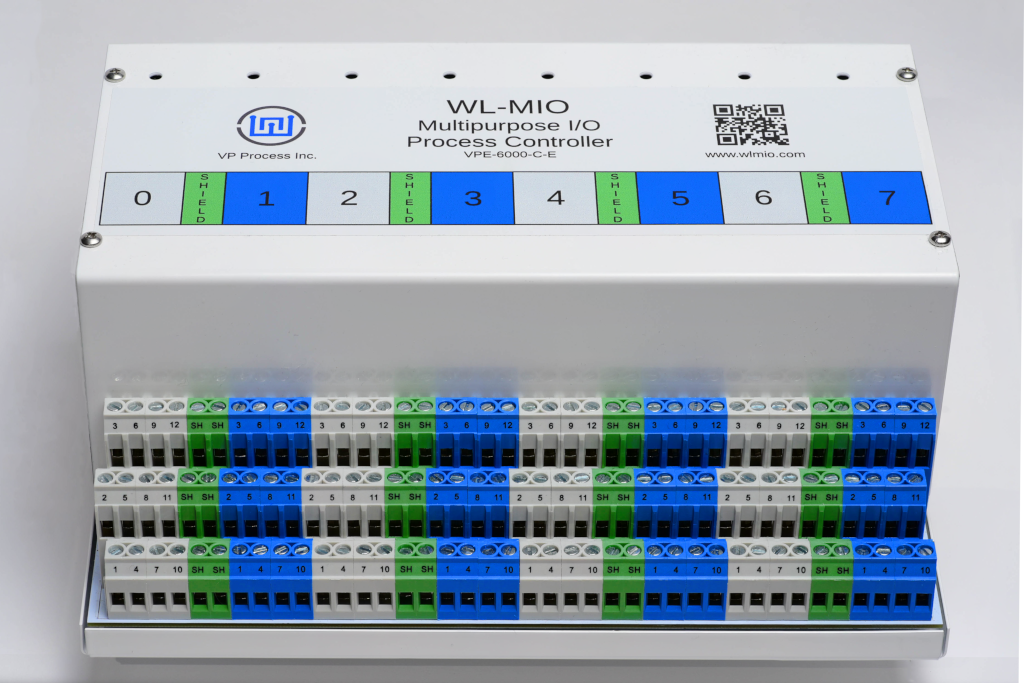 WL-MIO
Multipurpose I/O
Process Controller
VPE-6000-C-E
VP Process Inc.
www.wlmio.com
0 SHIELD 1 2 SHIELD 3 4 SHIELD 5 6 SHIELD 7
3 6 9 12 SH SH 3 6 9 12 3 6 9 12 SH SH 3 6 9 12 3 6 9 12 SH SH 3 6 9 12 3 6 9 12 SH SH 3 6 9 12
2 5 8 11 SH SH 2 5 8 11 2 5 8 11 SH SH 2 5 8 11 2 5 8 11 SH SH 2 5 8 11 2 5 8 11 SH SH 2 5 8 11
1 4 7 10 SH SH 1 4 7 10 1 4 7 10 SH SH 1 4 7 10 1 4 7 10 SH SH 1 4 7 10 1 4 7 10 SH SH 1 4 7 10